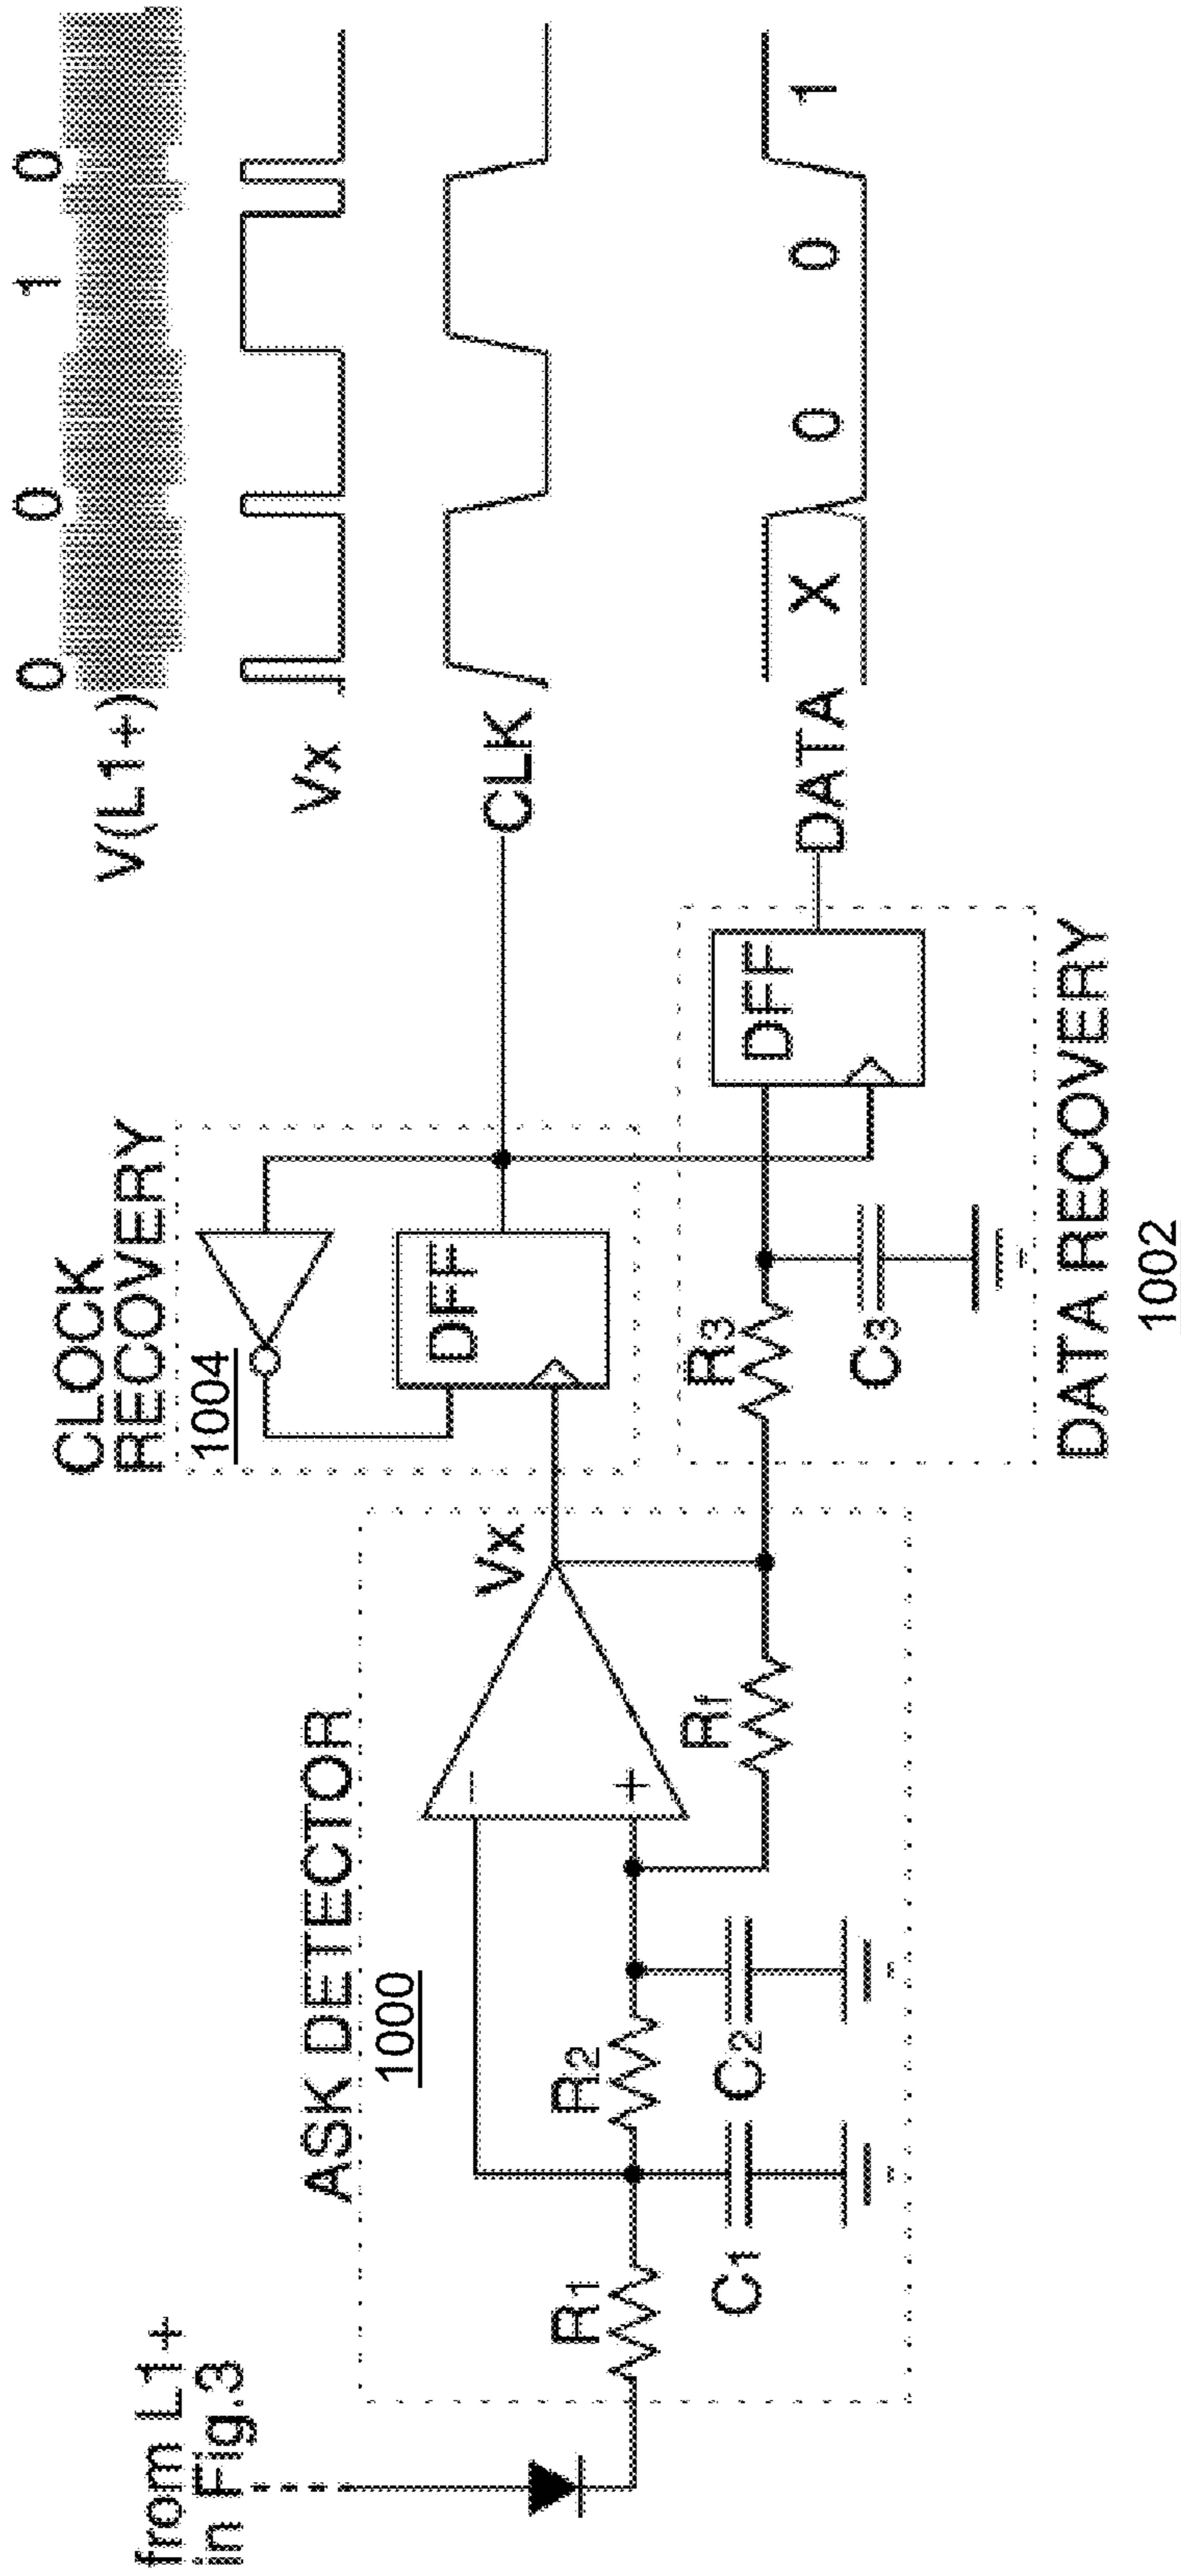 from L1+
in Fig.3
ASK DETECTOR
1000
R1
C1
R2
C2
−
+
Rf
Vx
CLOCK
RECOVERY
1004
DFF
R3
C3
DFF
DATA RECOVERY
1002
V(L1+)
0 0 1 0
Vx
CLK
DATA
X 0 0 1